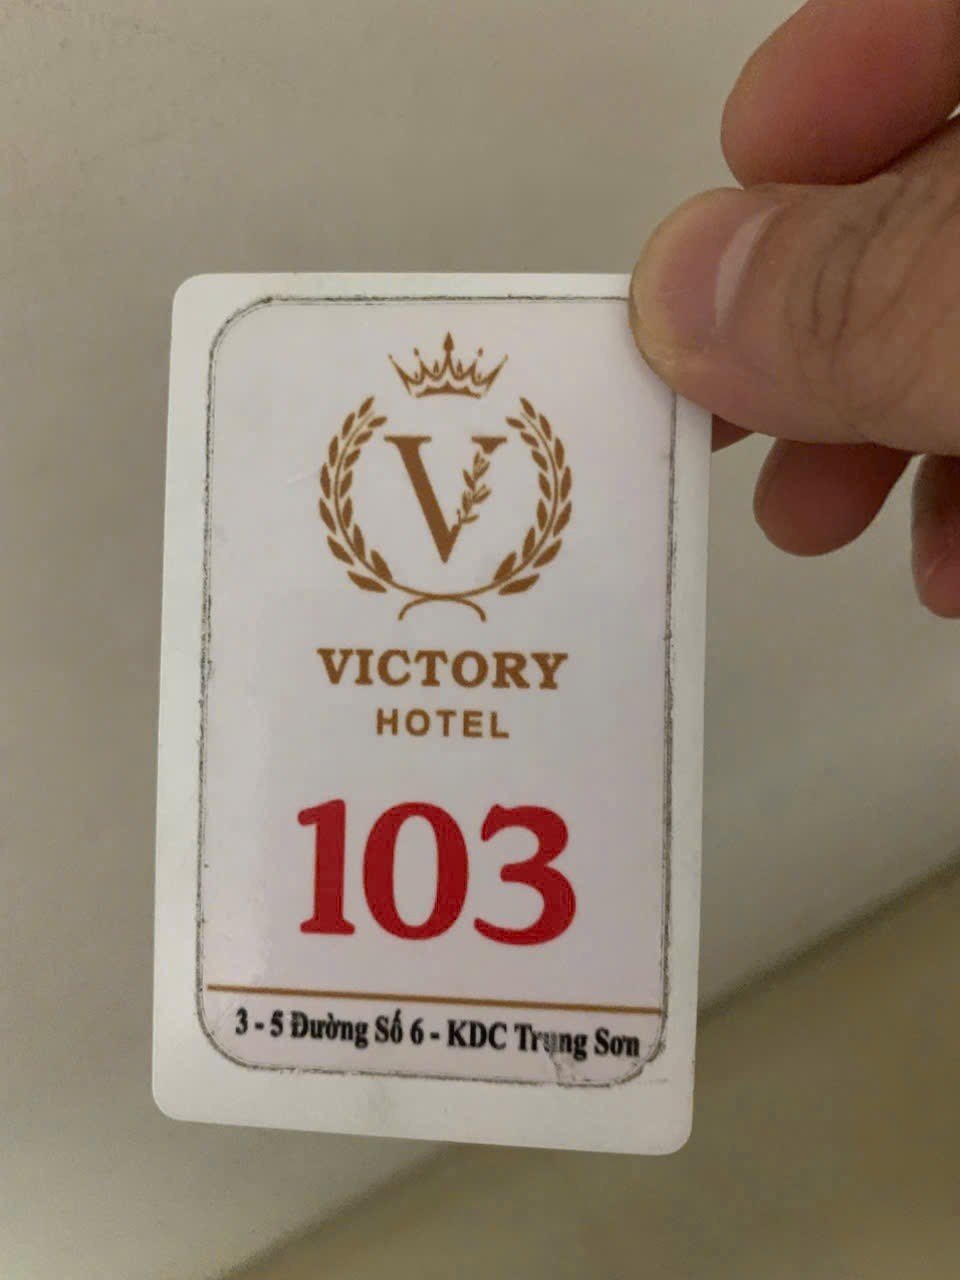 V
VICTORY
HOTEL
103
3 - 5 Đường Số 6 - KDC Trung Sơn